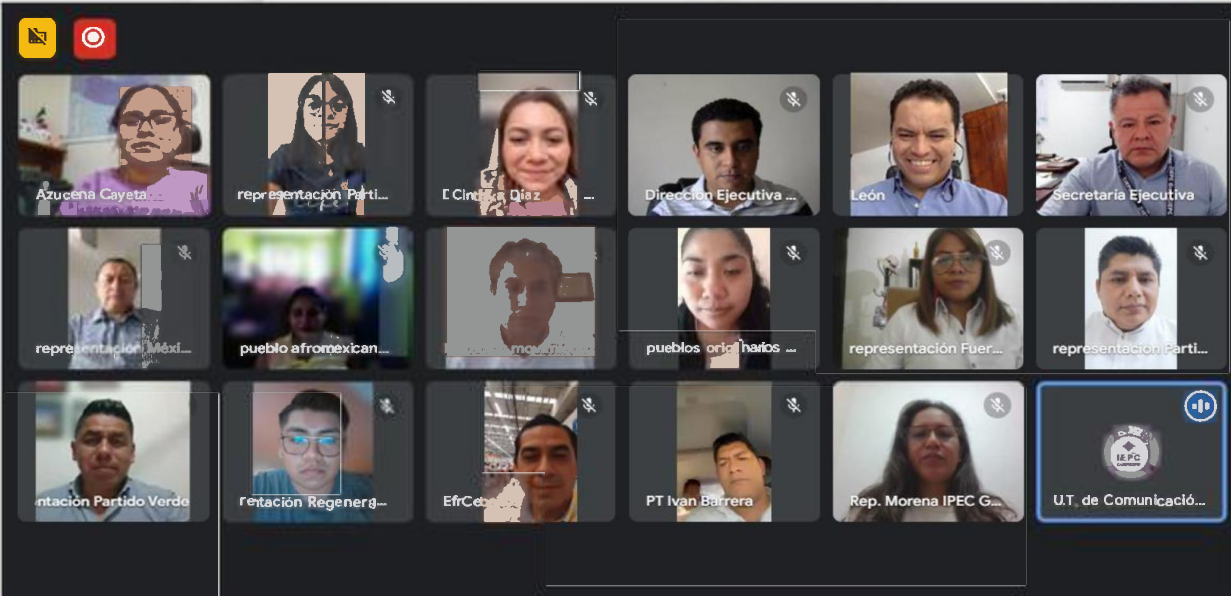 Azucena Cayeta
representación Parti...
Díaz ...
Dirección Ejecutiva ...
León
Secretaría Ejecutiva
representación Méxi...
pueblo afromexican...
pueblos originarios ...
representación Fuer...
representación Parti...
ntación Partido Verde
rentación Regenera...
PT Ivan Barrera
Rep. Morena IPEC G...
IEPC
U.T. de Comunicació...